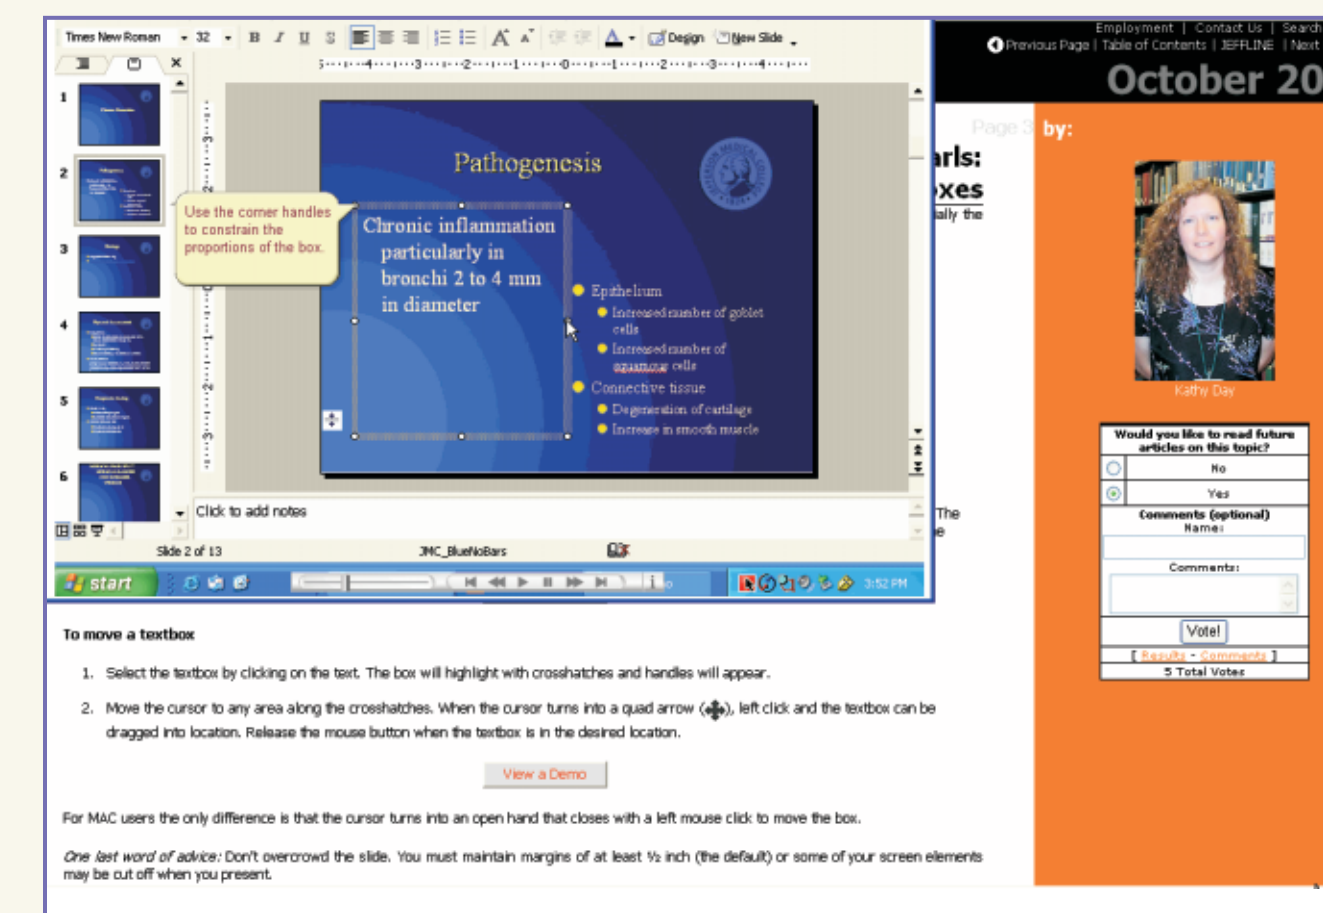 Times New Roman 32 B I U S A A A Design New Slide
Employment | Contact Us | Search
Previous Page | Table of Contents | JEFFLINE | Next
October 20
Page 3
by:
arls:
oxes
ially the
1
2
3
4
5
6
Pathogenesis
Use the corner handles
to constrain the
proportions of the box.
Chronic inflammation
particularly in
bronchi 2 to 4 mm
in diameter
Epithelium
Increased number of goblet
cells
Increased number of
squamous cells
Connective tissue
Degeneration of cartilage
Increase in smooth muscle
Kathy Day
Would you like to read future
articles on this topic?
No
Yes
Comments (optional)
Name:
Comments:
Vote!
[ Results - Comments ]
5 Total Votes
Click to add notes
The
e
Slide 2 of 13 JMC_BlueNoBars
start 3:52 PM
To move a textbox
1. Select the textbox by clicking on the text. The box will highlight with crosshatches and handles will appear.
2. Move the cursor to any area along the crosshatches. When the cursor turns into a quad arrow ( ), left click and the textbox can be
dragged into location. Release the mouse button when the textbox is in the desired location.
View a Demo
For MAC users the only difference is that the cursor turns into an open hand that closes with a left mouse click to move the box.
One last word of advice: Don't overcrowd the slide. You must maintain margins of at least ½ inch (the default) or some of your screen elements
may be cut off when you present.